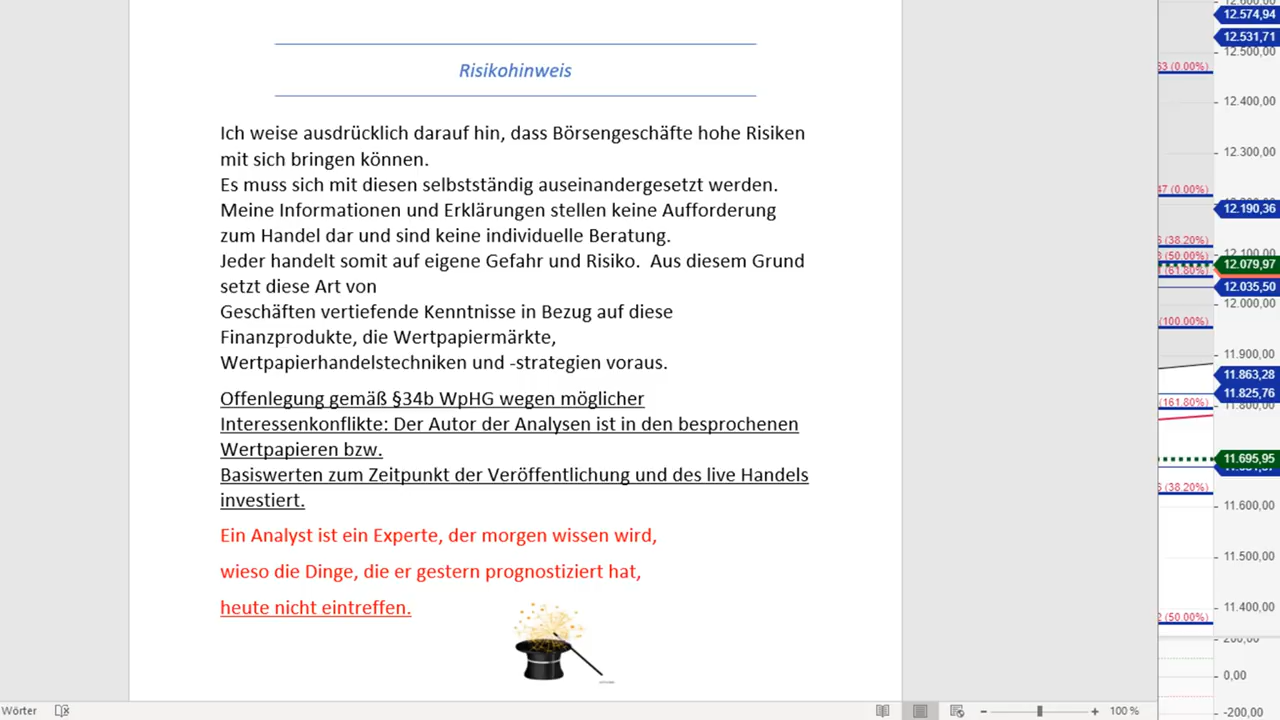 Risikohinweis
Ich weise ausdrücklich darauf hin, dass Börsengeschäfte hohe Risiken
mit sich bringen können.
Es muss sich mit diesen selbstständig auseinandergesetzt werden.
Meine Informationen und Erklärungen stellen keine Aufforderung
zum Handel dar und sind keine individuelle Beratung.
Jeder handelt somit auf eigene Gefahr und Risiko.  Aus diesem Grund
setzt diese Art von
Geschäften vertiefende Kenntnisse in Bezug auf diese
Finanzprodukte, die Wertpapiermärkte,
Wertpapierhandelstechniken und -strategien voraus.
Offenlegung gemäß §34b WpHG wegen möglicher
Interessenkonflikte: Der Autor der Analysen ist in den besprochenen
Wertpapieren bzw.
Basiswerten zum Zeitpunkt der Veröffentlichung und des live Handels
investiert.
Ein Analyst ist ein Experte, der morgen wissen wird,
wieso die Dinge, die er gestern prognostiziert hat,
heute nicht eintreffen.
Wörter
100 %
12.574,94
12.531,71
12.500,00
63 (0.00%)
12.400,00
12.300,00
47 (0.00%)
12.190,36
(38.20%)
12.100,00
(50.00%)
12.079,97
(61.80%)
12.035,50
12.000,00
(100.00%)
11.900,00
11.863,28
11.825,76
(161.80%)
11.800,00
11.695,95
(38.20%)
11.600,00
11.500,00
11.400,00
(50.00%)
200,00
0,00
-200,00